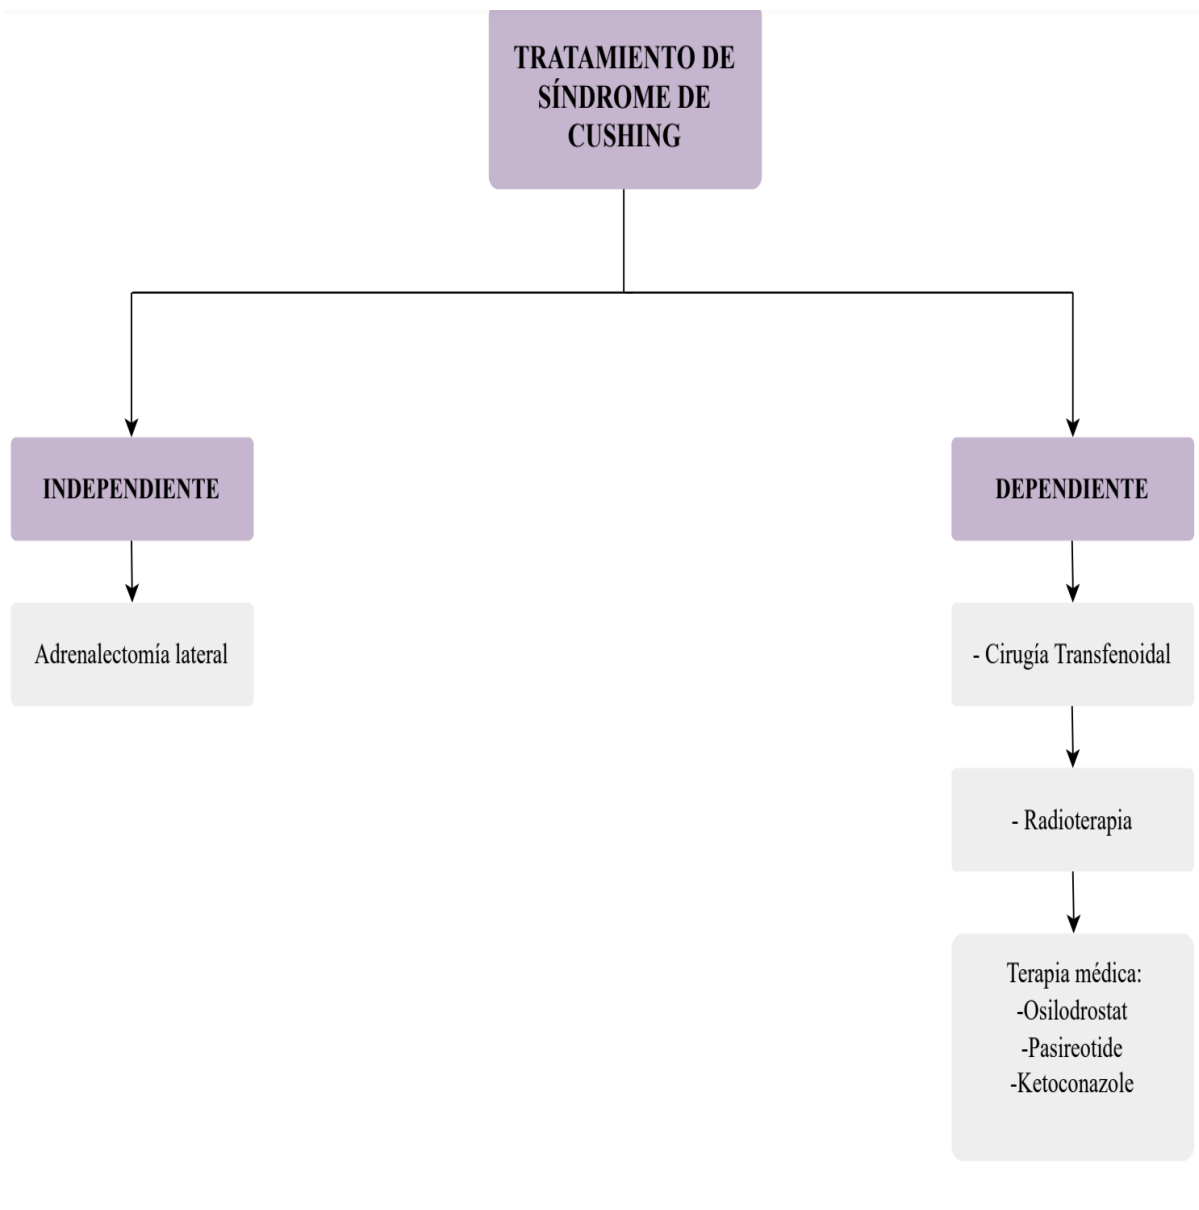 TRATAMIENTO DE
SÍNDROME DE
CUSHING
INDEPENDIENTE
DEPENDIENTE
Adrenalectomía lateral
- Cirugía Transfenoidal
- Radioterapia
Terapia médica:
-Osilodrostat
-Pasireotide
-Ketoconazole